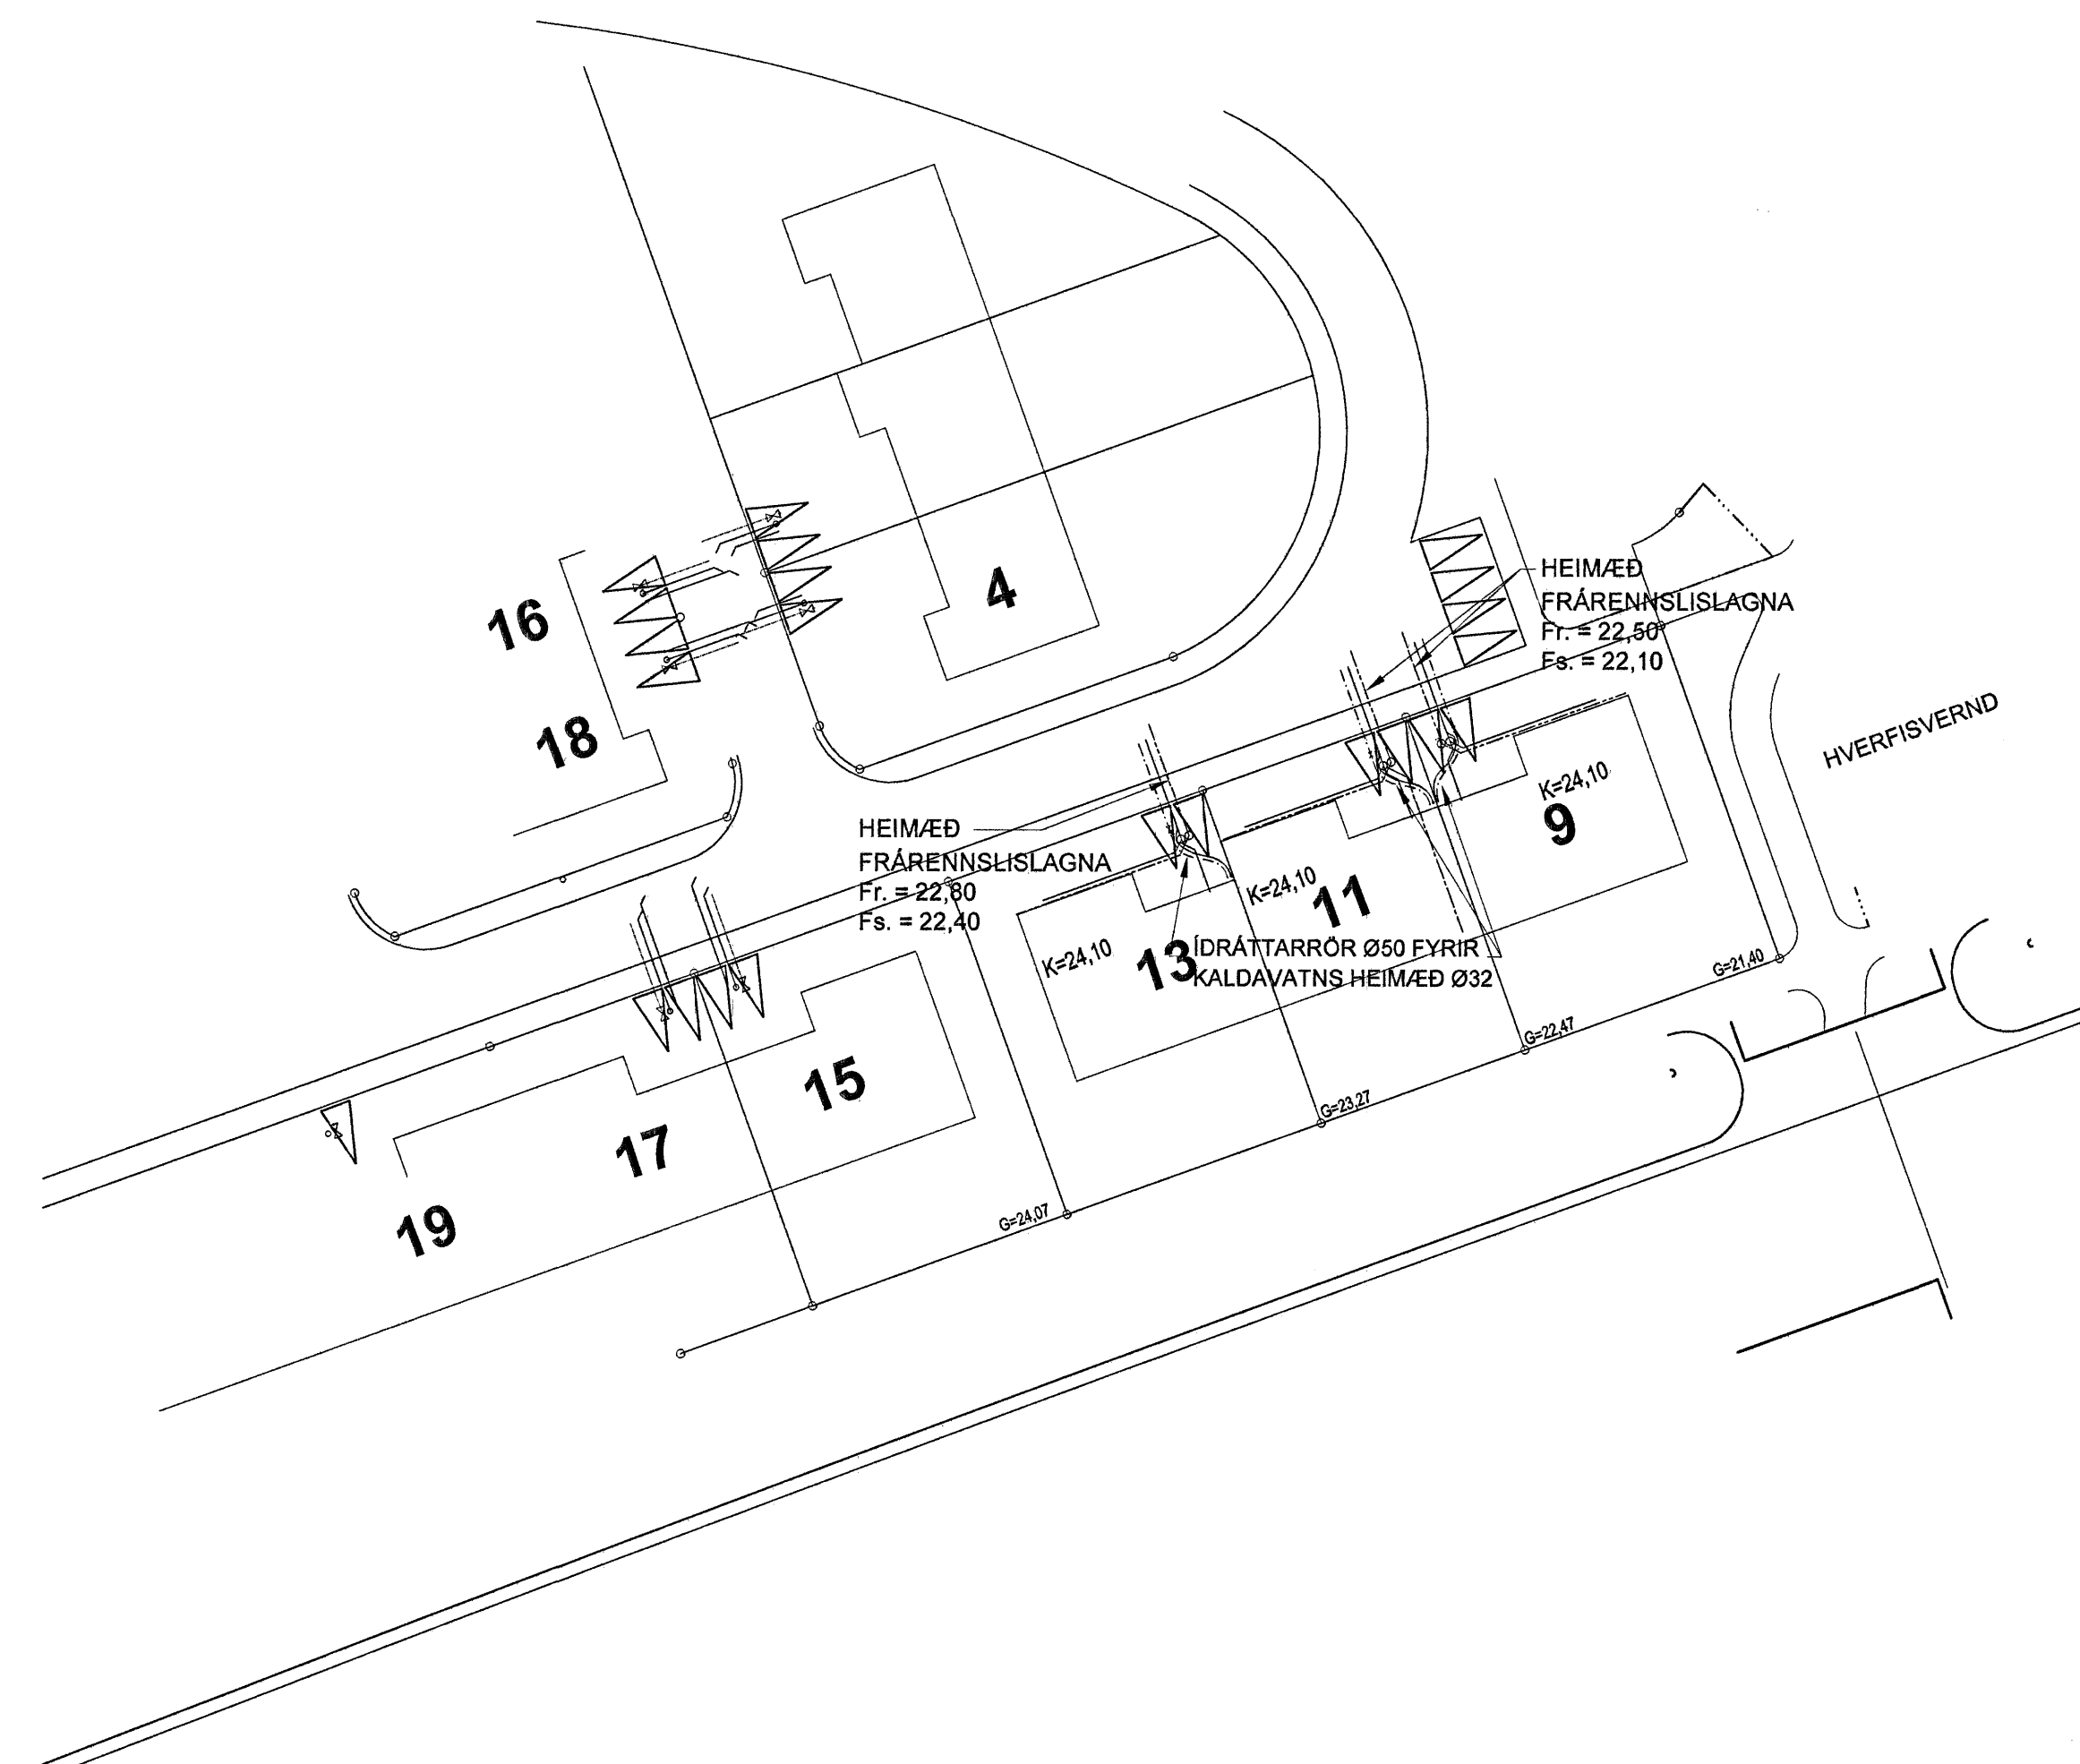 4
16
18
HEIMÆÐ
FRÁRENNSLISLAGNA
Fr. = 22,50
Fs. = 22,10
HVERFISVERND
K=24,10
9
HEIMÆÐ
FRÁRENNSLISLAGNA
Fr. = 22,80
Fs. = 22,40
K=24,10
11
K=24,10
13
ÍDRÁTTARRÖR Ø50 FYRIR
KALDAVATNS HEIMÆÐ Ø32
G=21,40
G=22,47
G=23,27
G=24,07
15
17
19